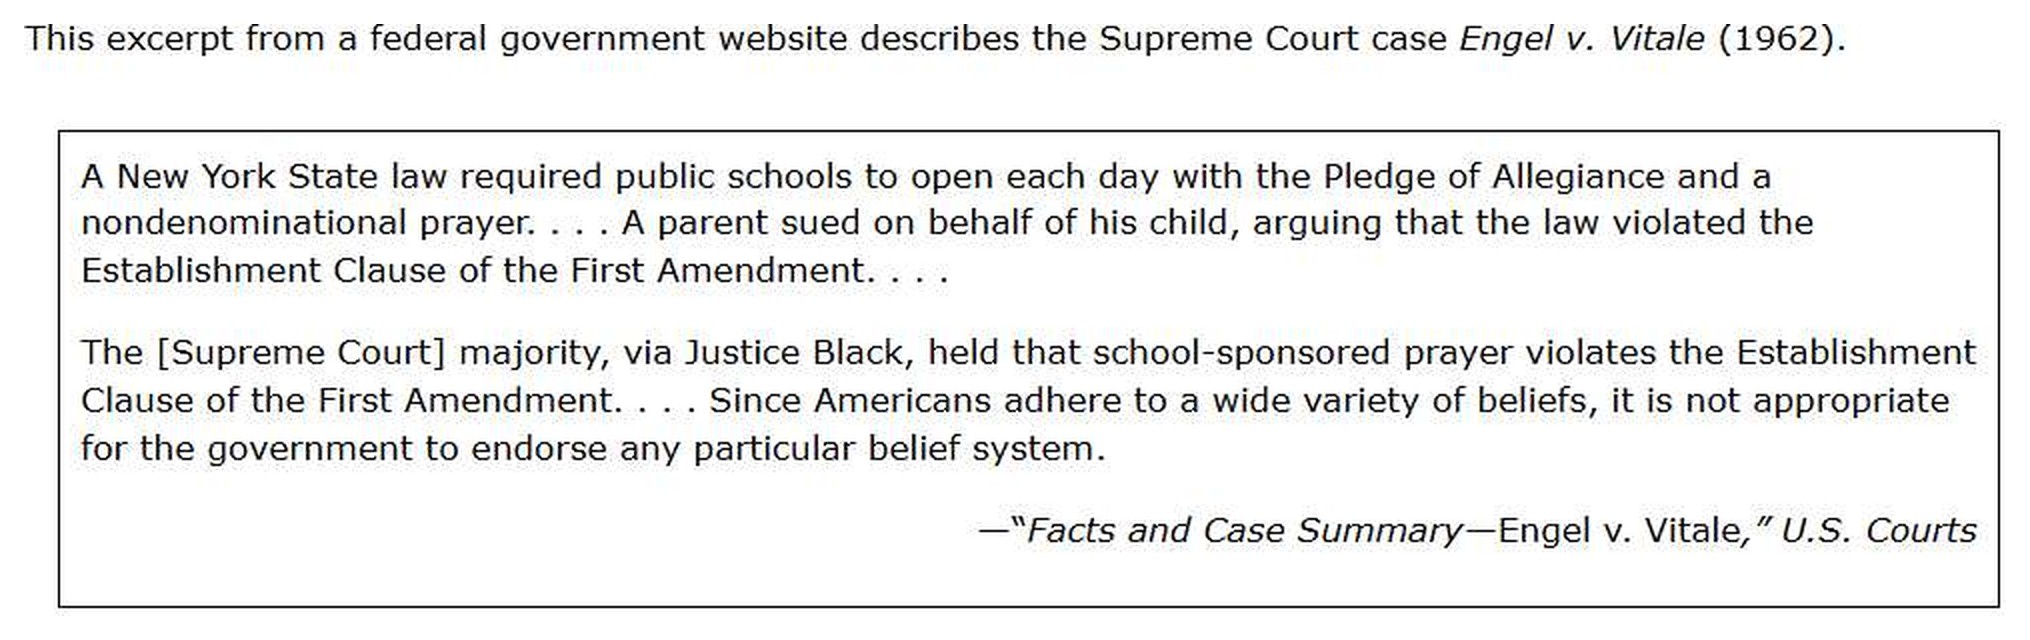 This excerpt from a federal government website describes the Supreme Court case Engel v. Vitale (1962).
A New York State law required public schools to open each day with the Pledge of Allegiance and a
nondenominational prayer. . . . A parent sued on behalf of his child, arguing that the law violated the
Establishment Clause of the First Amendment. . . .
The [Supreme Court] majority, via Justice Black, held that school-sponsored prayer violates the Establishment
Clause of the First Amendment. . . . Since Americans adhere to a wide variety of beliefs, it is not appropriate
for the government to endorse any particular belief system.
—“Facts and Case Summary—Engel v. Vitale,” U.S. Courts